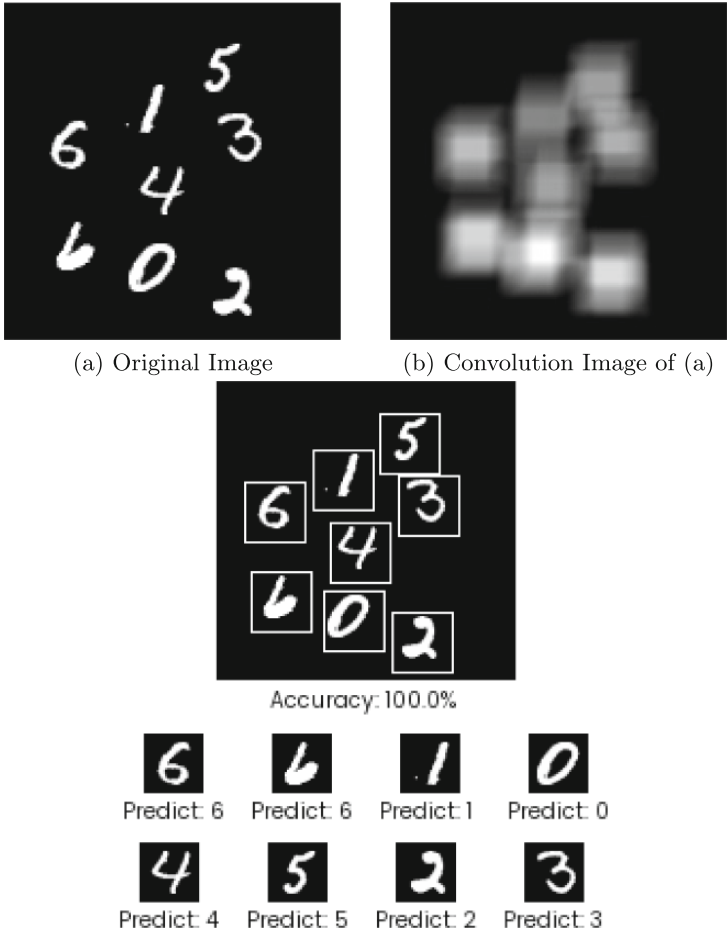 5
1
3
6
4
6
0
2
(a) Original Image
(b) Convolution Image of (a)
5
1
3
6
4
6
0
2
Accuracy: 100.0%
6 6 1 0
Predict: 6 Predict: 6 Predict: 1 Predict: 0
4 5 2 3
Predict: 4 Predict: 5 Predict: 2 Predict: 3